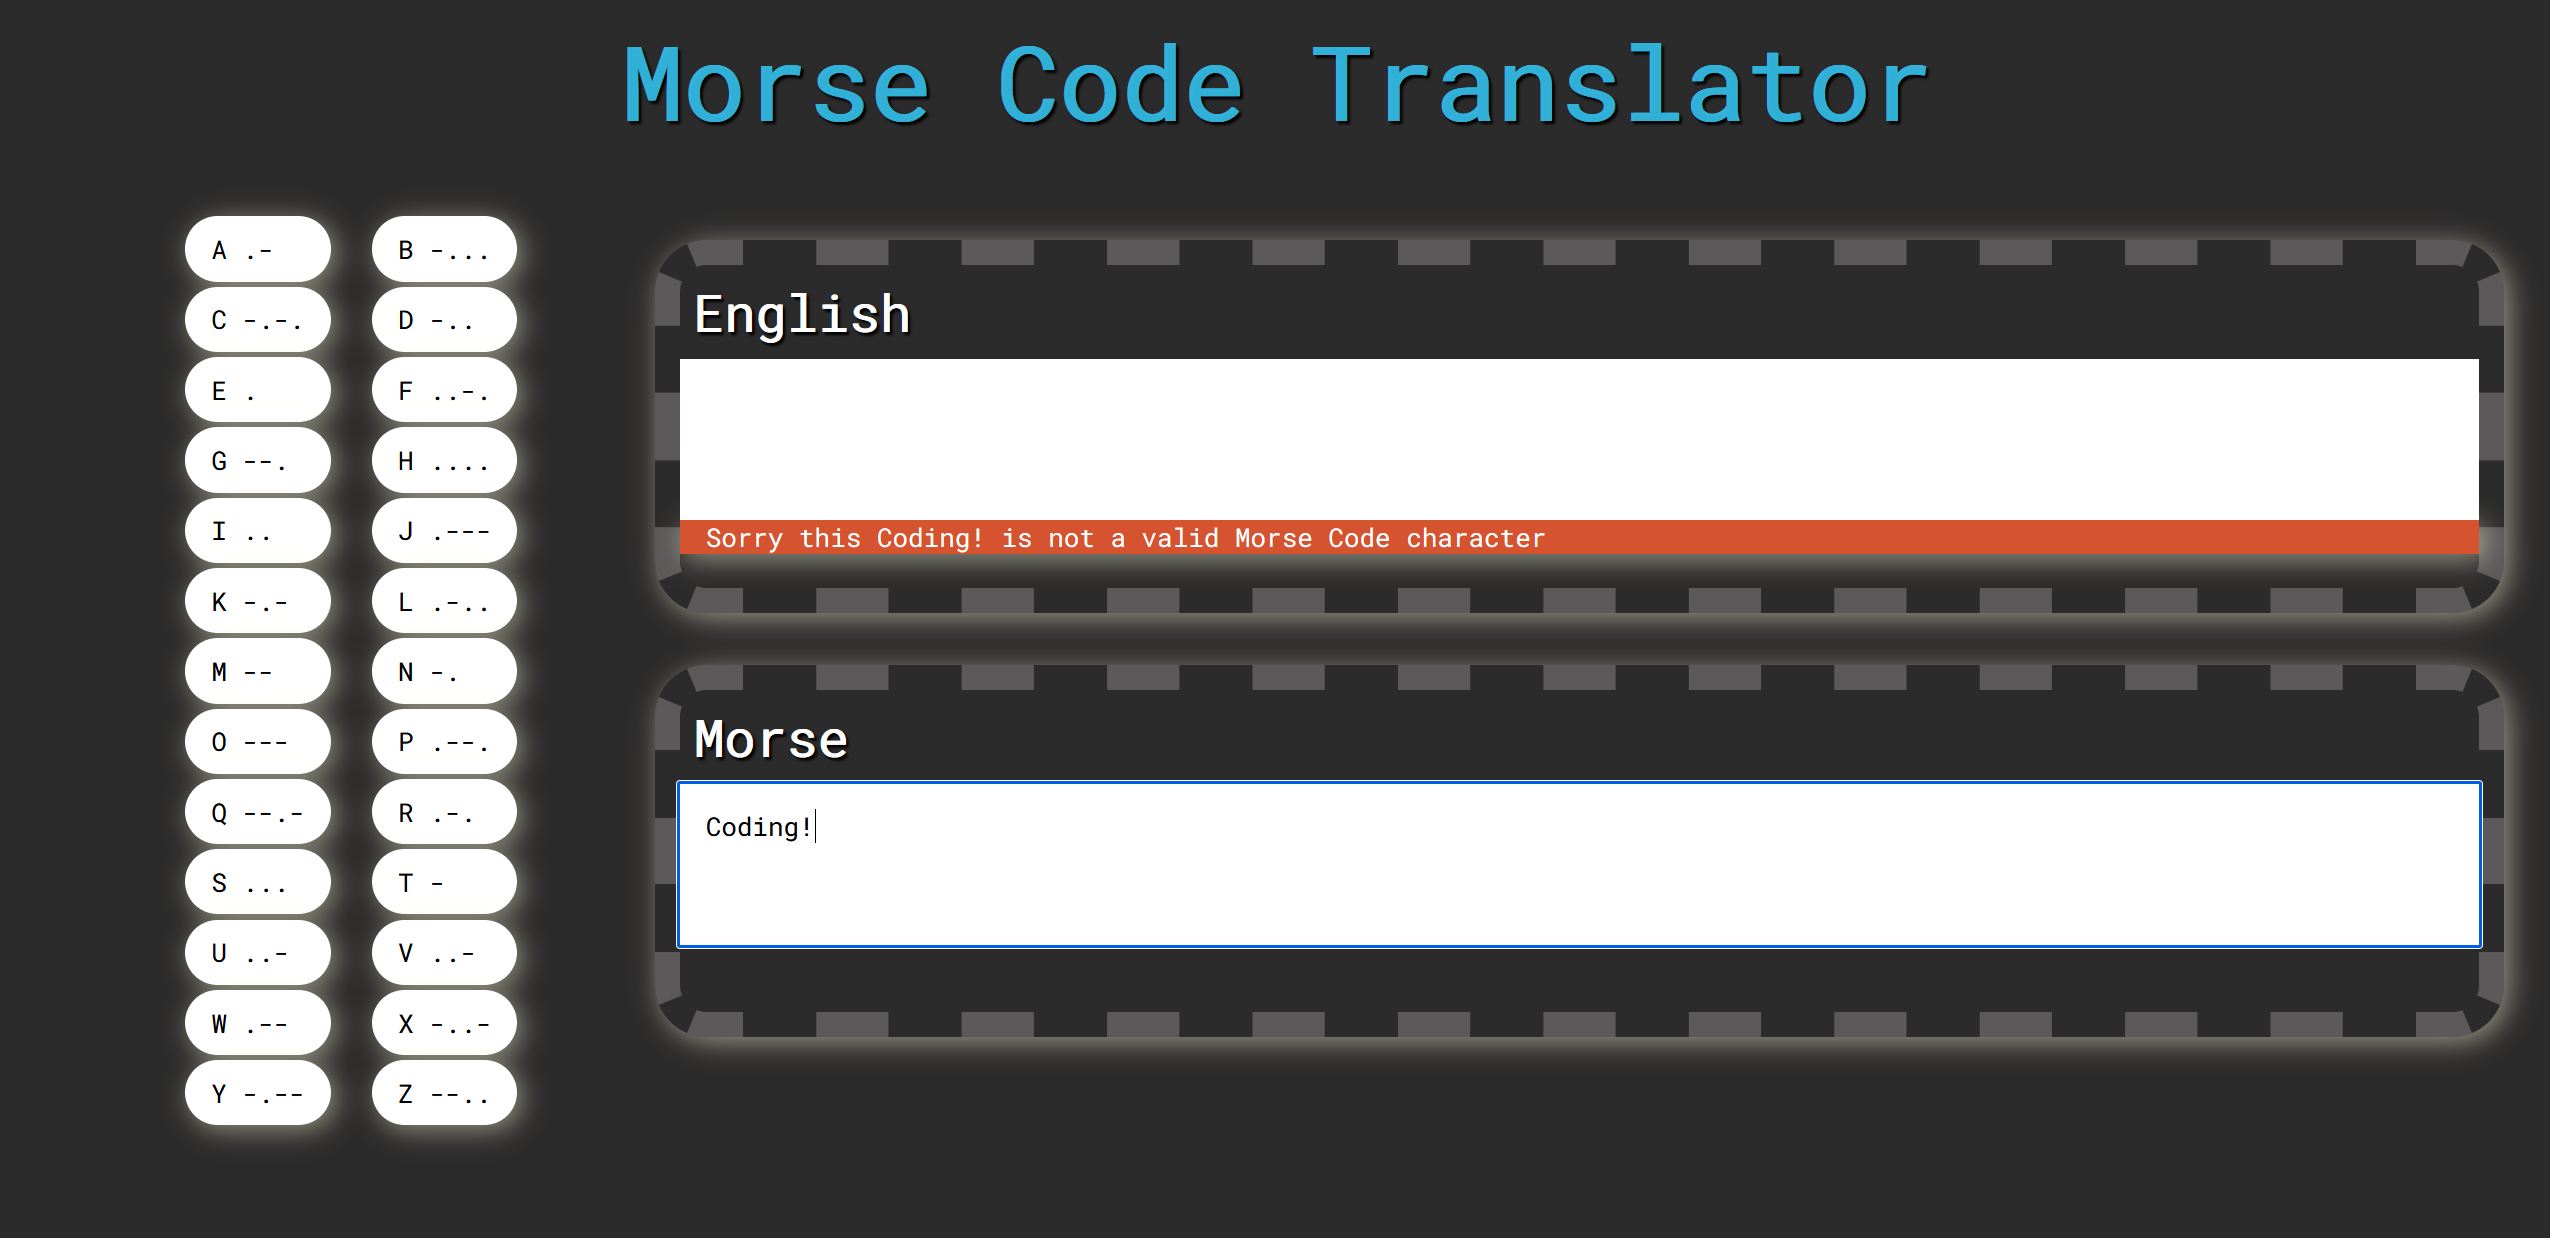 Morse Code Translator
A .-
B -...
C -.-.
D -..
E .
F ..-.
G --.
H ....
I ..
J .---
K -.-
L .-..
M --
N -.
O ---
P .--.
Q --.-
R .-.
S ...
T -
U ..-
V ..-
W .--
X -..-
Y -.--
Z --..
English
Sorry this Coding! is not a valid Morse Code character
Morse
Coding!